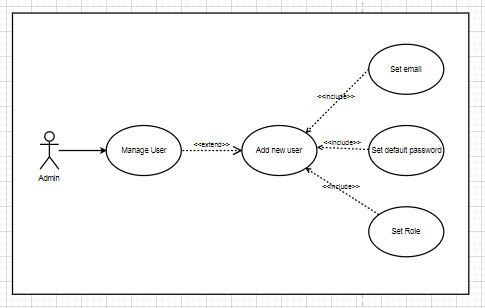 Set email
<<include>>
<<extend>>
<<include>>
Manage User
Add new user
Set default password
Admin
<<include>>
Set Role